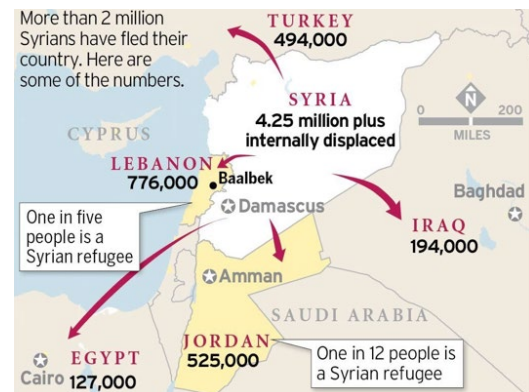 More than 2 million
Syrians have fled their
country. Here are
some of the numbers.
TURKEY
494,000
SYRIA
4.25 million plus
internally displaced
N
0 200
MILES
CYPRUS
LEBANON
776,000
Baalbek
Damascus
One in five
people is a
Syrian refugee
Baghdad
IRAQ
194,000
Amman
SAUDI ARABIA
JORDAN
525,000
One in 12 people is
a Syrian refugee
EGYPT
127,000
Cairo